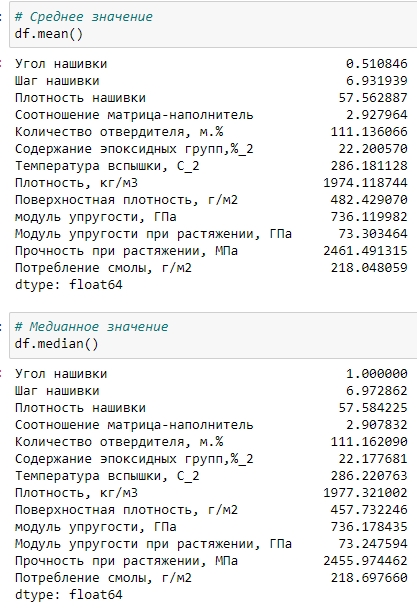 # Среднее значение
df.mean()
Угол нашивки 0.510846
Шаг нашивки 6.931939
Плотность нашивки 57.562887
Соотношение матрица-наполнитель 2.927964
Количество отвердителя, м.% 111.136066
Содержание эпоксидных групп,%_2 22.200570
Температура вспышки, С_2 286.181128
Плотность, кг/м3 1974.118744
Поверхностная плотность, г/м2 482.429070
модуль упругости, ГПа 736.119982
Модуль упругости при растяжении, ГПа 73.303464
Прочность при растяжении, МПа 2461.491315
Потребление смолы, г/м2 218.048059
dtype: float64
# Медианное значение
df.median()
Угол нашивки 1.000000
Шаг нашивки 6.972862
Плотность нашивки 57.584225
Соотношение матрица-наполнитель 2.907832
Количество отвердителя, м.% 111.162090
Содержание эпоксидных групп,%_2 22.177681
Температура вспышки, С_2 286.220763
Плотность, кг/м3 1977.321002
Поверхностная плотность, г/м2 457.732246
модуль упругости, ГПа 736.178435
Модуль упругости при растяжении, ГПа 73.247594
Прочность при растяжении, МПа 2455.974462
Потребление смолы, г/м2 218.697660
dtype: float64